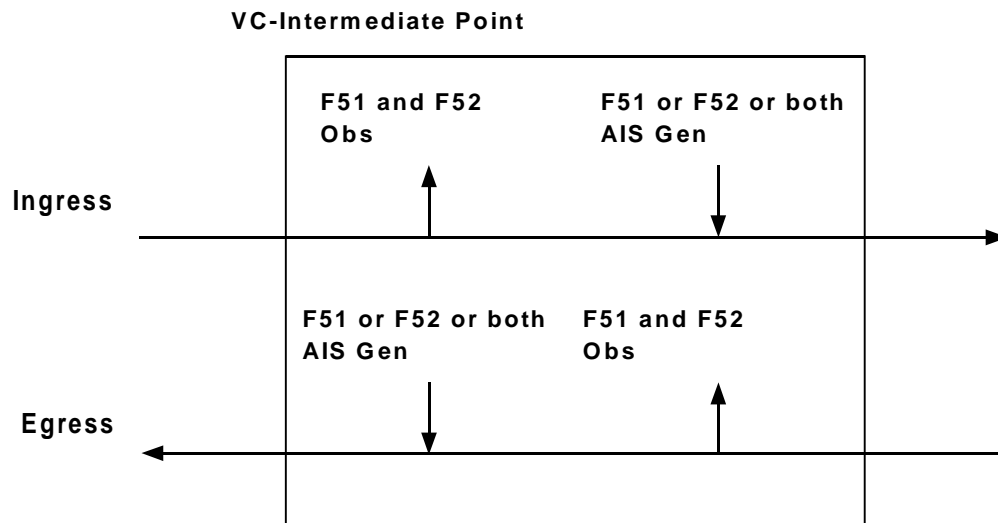 VC-Intermediate Point
F51 and F52
Obs
F51 or F52 or both
AIS Gen
Ingress
F51 or F52 or both
AIS Gen
F51 and F52
Obs
Egress